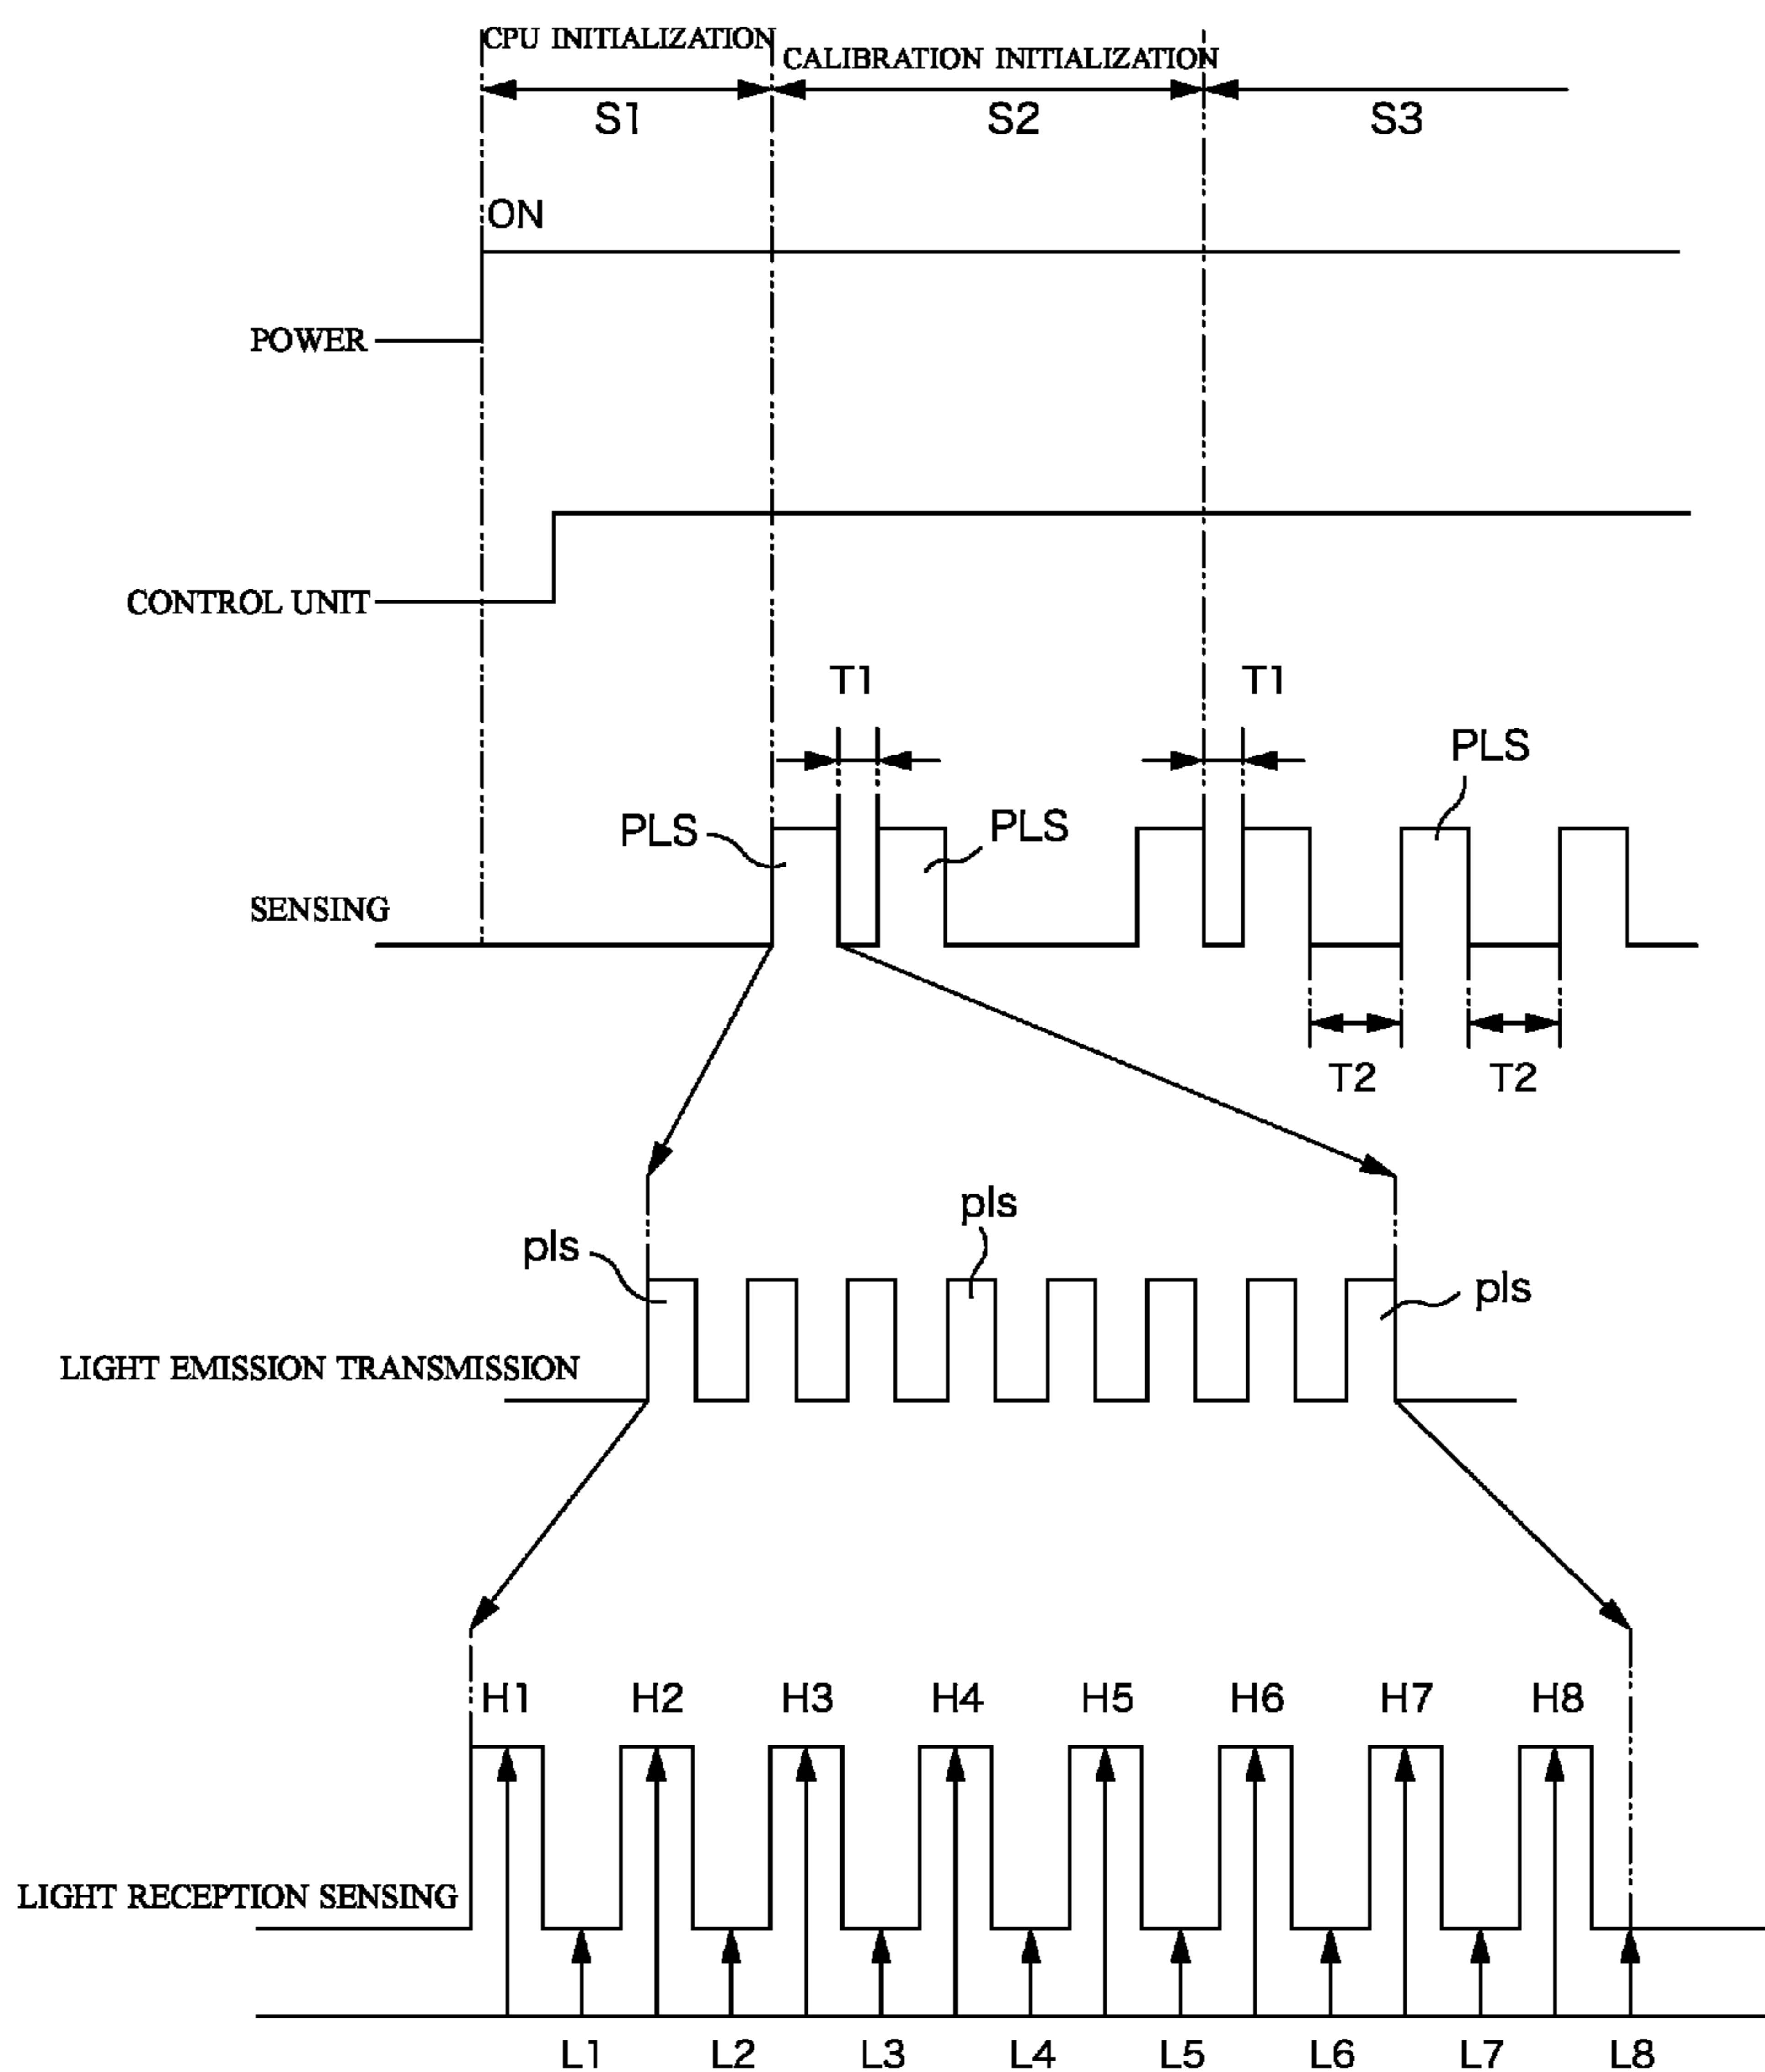 CPU INITIALIZATION
CALIBRATION INITIALIZATION
S1 S2 S3
ON
POWER
CONTROL UNIT
T1 T1
PLS
PLS PLS
SENSING
T2 T2
pls
pls
pls
LIGHT EMISSION TRANSMISSION
H1 H2 H3 H4 H5 H6 H7 H8
LIGHT RECEPTION SENSING
L1 L2 L3 L4 L5 L6 L7 L8